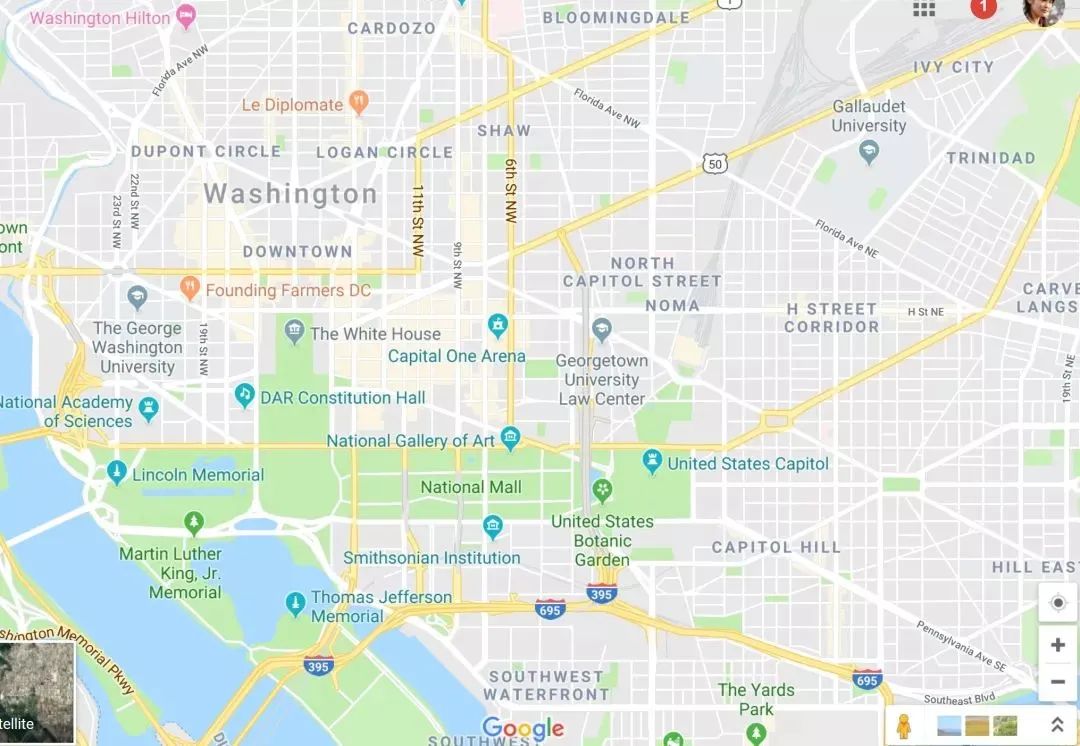 Washington Hilton
CARDOZO
BLOOMINGDALE
1
1
IVY CITY
Florida Ave NW
Le Diplomate
Florida Ave NW
Gallaudet
University
SHAW
DUPONT CIRCLE
LOGAN CIRCLE
50
TRINIDAD
Washington
22nd St NW
23rd St NW
11th St NW
6th St NW
9th St NW
own
ont
Florida Ave NE
DOWNTOWN
NORTH
CAPITOL STREET
NOMA
Founding Farmers DC
CARVE
LANGS
H STREET
CORRIDOR
H St NE
The George
Washington
University
19th St NW
The White House
Capital One Arena
Georgetown
University
Law Center
19th St NE
National Academy
of Sciences
DAR Constitution Hall
National Gallery of Art
United States Capitol
Lincoln Memorial
National Mall
United States
Botanic
Garden
Martin Luther
King, Jr.
Memorial
Smithsonian Institution
CAPITOL HILL
HILL EAST
Thomas Jefferson
Memorial
395
695
shington Memorial Pkwy
395
Pennsylvania Ave SE
695
SOUTHWEST
WATERFRONT
The Yards
Park
Southeast Blvd
tellite
Google
SOUTHWEST